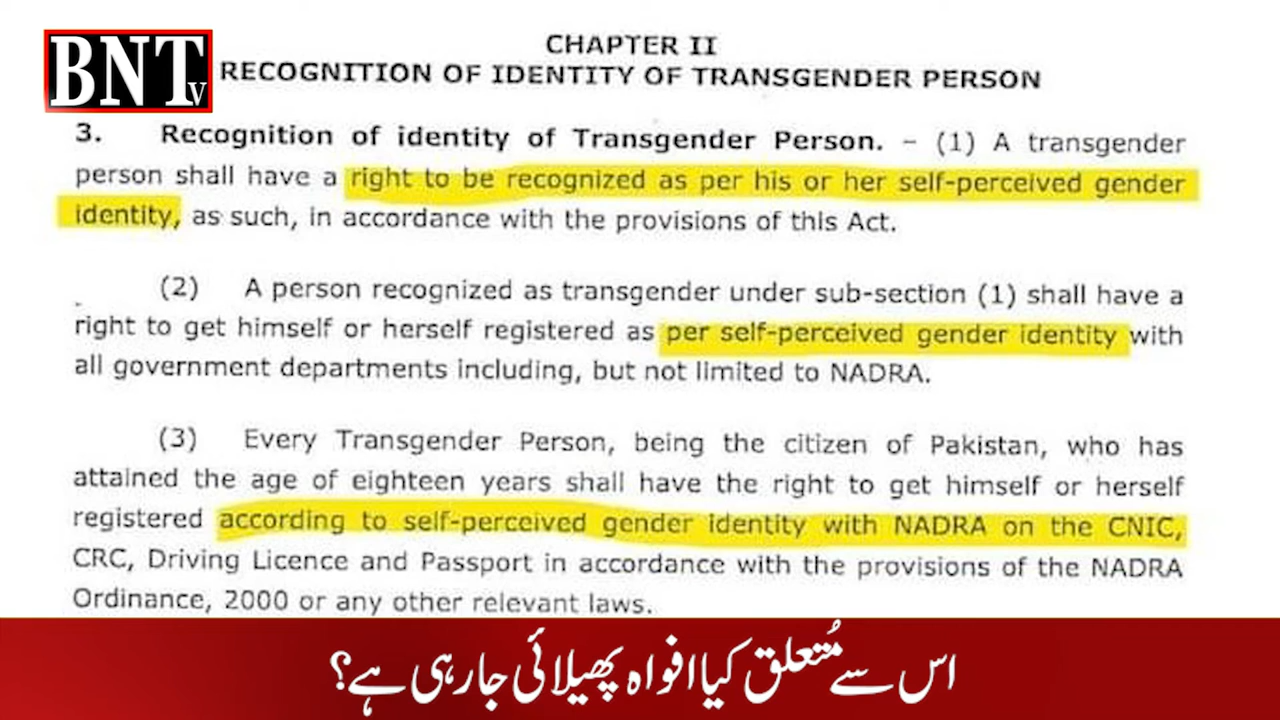 BNTV
CHAPTER II
RECOGNITION OF IDENTITY OF TRANSGENDER PERSON
3. Recognition of identity of Transgender Person. – (1) A transgender
person shall have a right to be recognized as per his or her self-perceived gender
identity, as such, in accordance with the provisions of this Act.
(2) A person recognized as transgender under sub-section (1) shall have a
right to get himself or herself registered as per self-perceived gender identity with
all government departments including, but not limited to NADRA.
(3) Every Transgender Person, being the citizen of Pakistan, who has
attained the age of eighteen years shall have the right to get himself or herself
registered according to self-perceived gender identity with NADRA on the CNIC,
CRC, Driving Licence and Passport in accordance with the provisions of the NADRA
Ordinance, 2000 or any other relevant laws.
اس سے مُتعلق کیا افواہ پھیلائی جارہی ہے؟